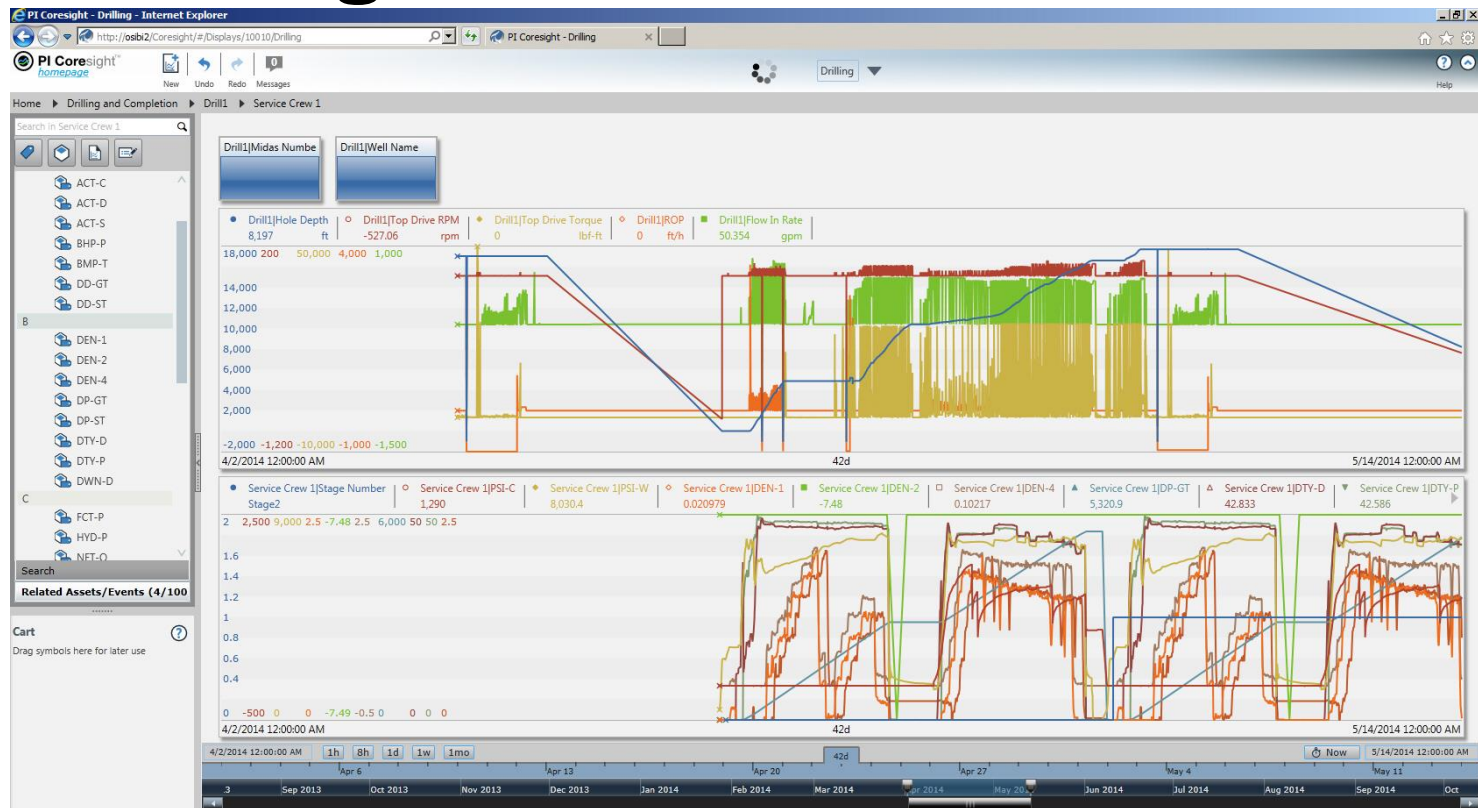 PI Coresight - Drilling - Internet Explorer
http://osibi2/Coresight/#/Displays/10010/Drilling
PI Coresight - Drilling
PI Coresight™
homepage
New Undo Redo Messages
0
Drilling
Help
Home Drilling and Completion Drill1 Service Crew 1
Search in Service Crew 1
ACT-C
ACT-D
ACT-S
BHP-P
BMP-T
DD-GT
DD-ST
B
DEN-1
DEN-2
DEN-4
DP-GT
DP-ST
DTY-D
DTY-P
DWN-D
C
FCT-P
HYD-P
NFT-Q
Search
Related Assets/Events (4/100
Cart
Drag symbols here for later use
Drill1|Midas Numbe
Drill1|Well Name
Drill1|Hole Depth Drill1|Top Drive RPM Drill1|Top Drive Torque Drill1|ROP Drill1|Flow In Rate
8,197 ft -527.06 rpm 0 lbf-ft 0 ft/h 50.354 gpm
18,000 200 50,000 4,000 1,000
14,000
12,000
10,000
8,000
6,000
4,000
2,000
-2,000 -1,200 -10,000 -1,000 -1,500
4/2/2014 12:00:00 AM 42d 5/14/2014 12:00:00 AM
Service Crew 1|Stage Number Service Crew 1|PSI-C Service Crew 1|PSI-W Service Crew 1|DEN-1 Service Crew 1|DEN-2 Service Crew 1|DEN-4 Service Crew 1|DP-GT Service Crew 1|DTY-D Service Crew 1|DTY-P
Stage2 1,290 8,030.4 0.020979 -7.48 0.10217 5,320.9 42.833 42.586
2 2,500 9,000 2.5 -7.48 2.5 6,000 50 50 2.5
1.6
1.4
1.2
1
0.8
0.6
0.4
0 -500 0 0 -7.49 -0.5 0 0 0 0
4/2/2014 12:00:00 AM 42d 5/14/2014 12:00:00 AM
4/2/2014 12:00:00 AM 1h 8h 1d 1w 1mo 42d Now 5/14/2014 12:00:00 AM
Apr 6 Apr 13 Apr 20 Apr 27 May 4 May 11
3 Sep 2013 Oct 2013 Nov 2013 Dec 2013 Jan 2014 Feb 2014 Mar 2014 Apr 2014 May 20 Jun 2014 Jul 2014 Aug 2014 Sep 2014 Oct